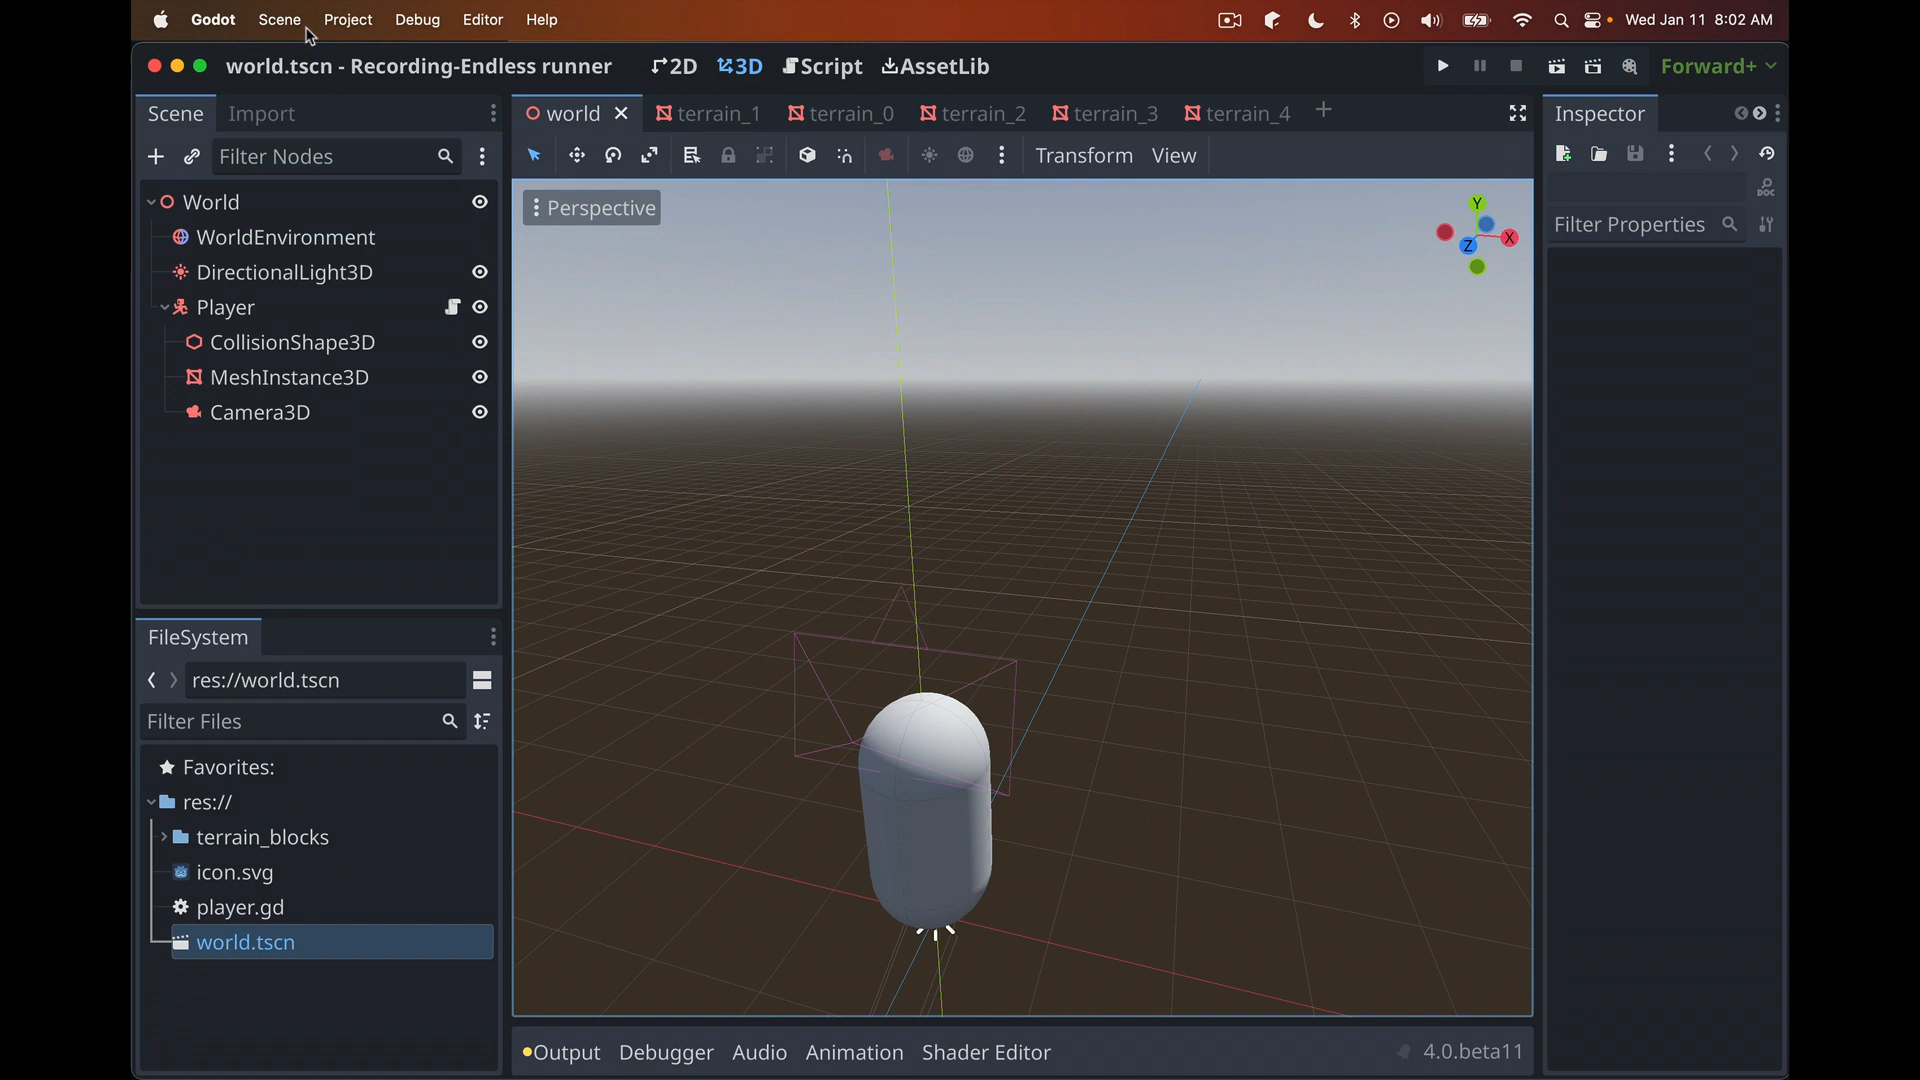 Godot Scene Project Debug Editor Help Wed Jan 11 8:02 AM
world.tscn - Recording-Endless runner 2D 3D Script AssetLib Forward+
Scene Import
world terrain_1 terrain_0 terrain_2 terrain_3 terrain_4
Inspector
Filter Nodes
Transform View
DOC
Filter Properties
Perspective
Y
X
Z
World
WorldEnvironment
DirectionalLight3D
Player
CollisionShape3D
MeshInstance3D
Camera3D
FileSystem
res://world.tscn
Filter Files
Favorites:
res://
terrain_blocks
icon.svg
player.gd
world.tscn
Output Debugger Audio Animation Shader Editor 4.0.beta11